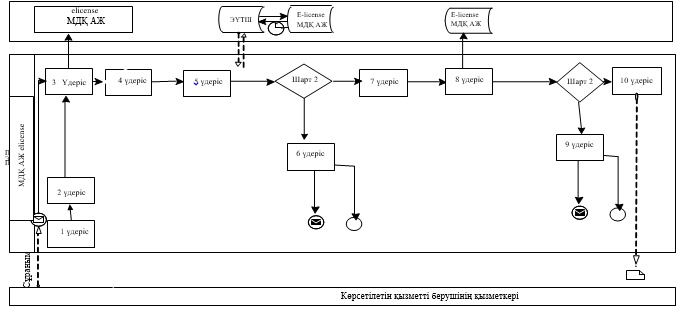 elicense
МДҚ АЖ
ЭҮТШ
E-license
МДҚ АЖ
E-license
МДҚ АЖ
3 Үдеріс
4 үдеріс
5 үдеріс
Шарт 2
7 үдеріс
8 үдеріс
Шарт 2
10 үдеріс
МДҚ АЖ elicense
6 үдеріс
9 үдеріс
2 үдеріс
1 үдеріс
Сұраныс
Көрсетілетін қызметті берушінің қызметкері